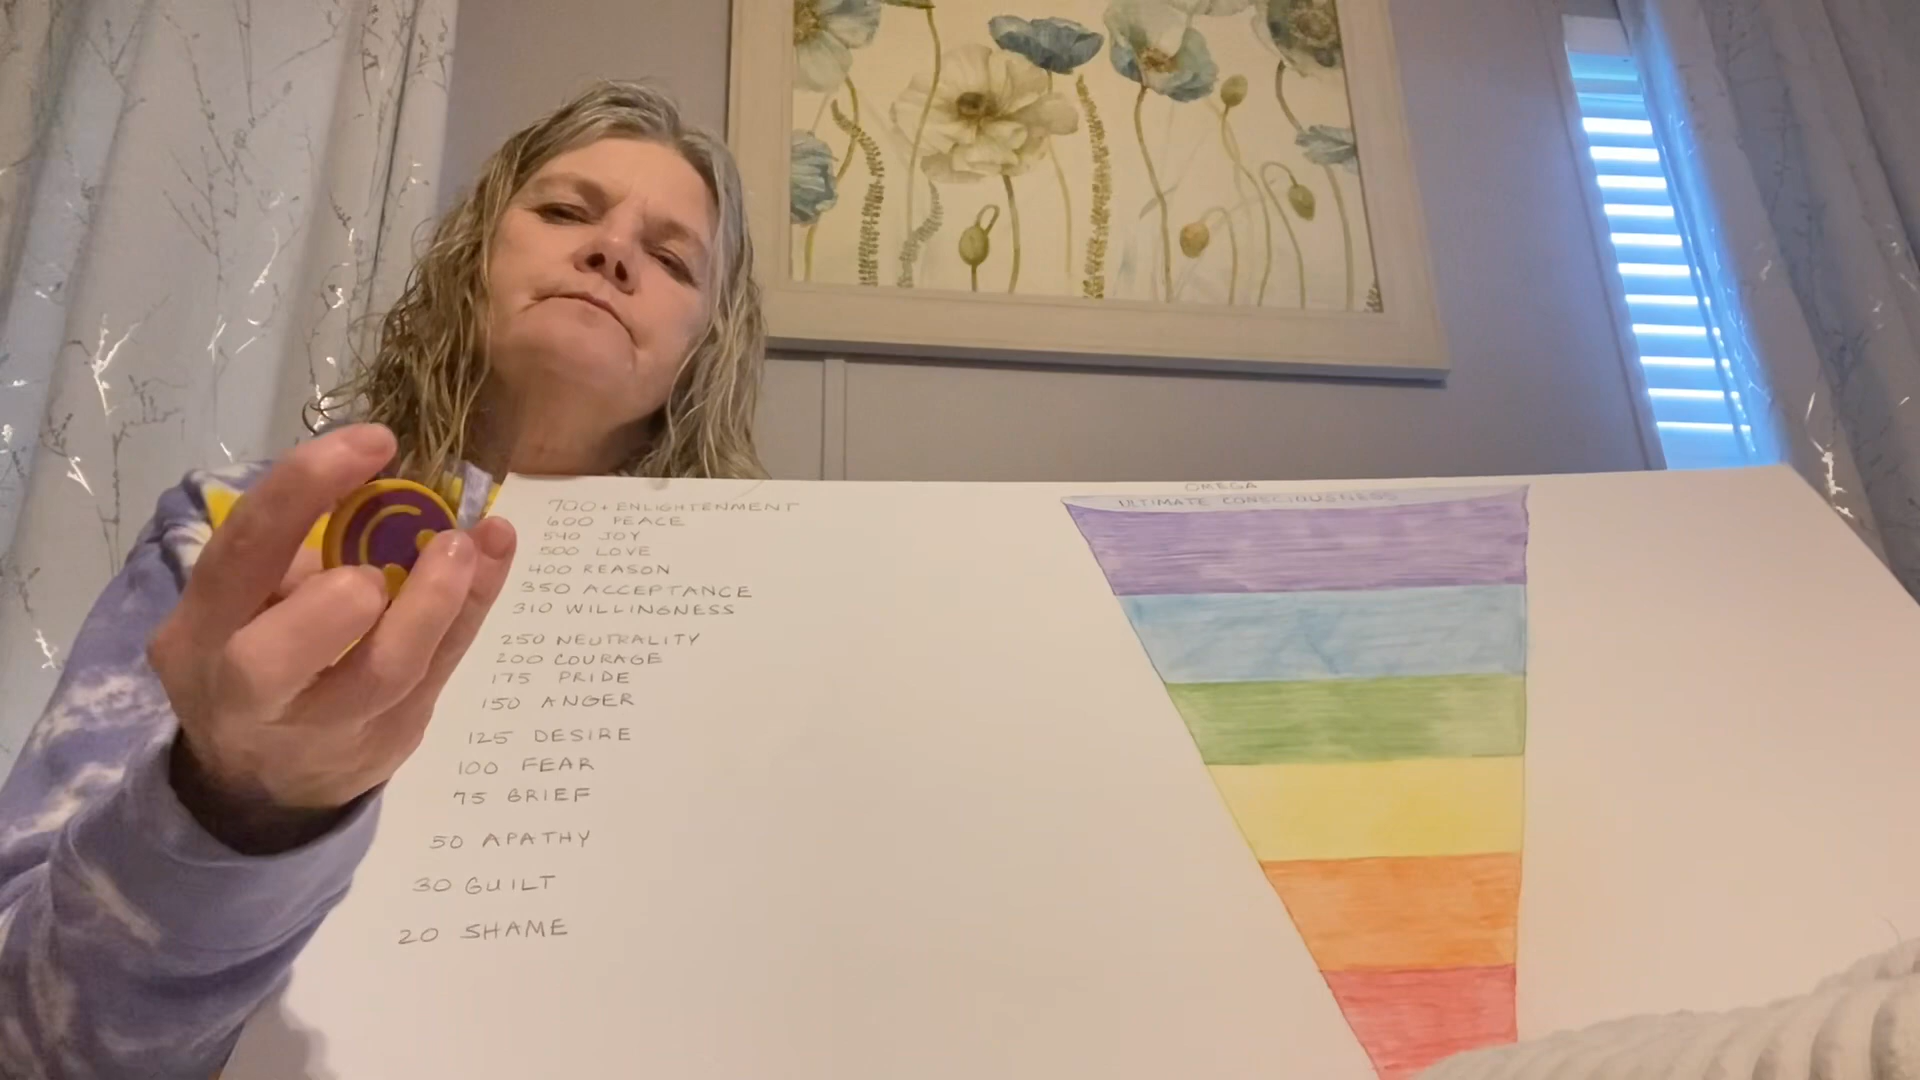 700+ ENLIGHTENMENT
600 PEACE
540 JOY
500 LOVE
400 REASON
350 ACCEPTANCE
310 WILLINGNESS
250 NEUTRALITY
200 COURAGE
175 PRIDE
150 ANGER
125 DESIRE
100 FEAR
75 GRIEF
50 APATHY
30 GUILT
20 SHAME
OMEGA
ULTIMATE CONSCIOUSNESS